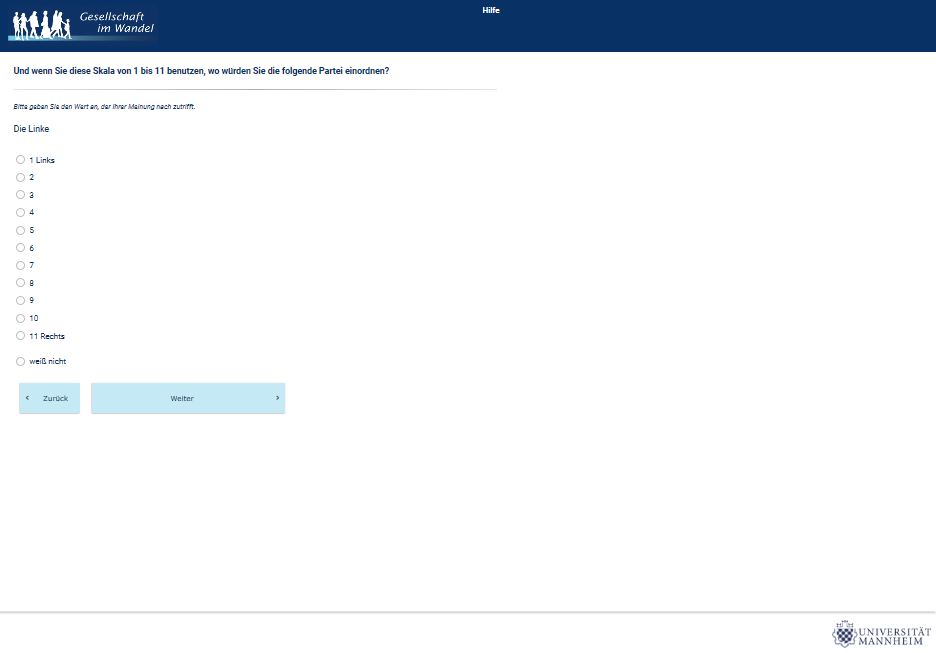 Gesellschaft
im Wandel
Hilfe
Und wenn Sie diese Skala von 1 bis 11 benutzen, wo würden Sie die folgende Partei einordnen?
Bitte geben Sie den Wert an, der Ihrer Meinung nach zutrifft.
Die Linke
1 Links
2
3
4
5
6
7
8
9
10
11 Rechts
weiß nicht
‹ Zurück
Weiter ›
UNIVERSITÄT
MANNHEIM